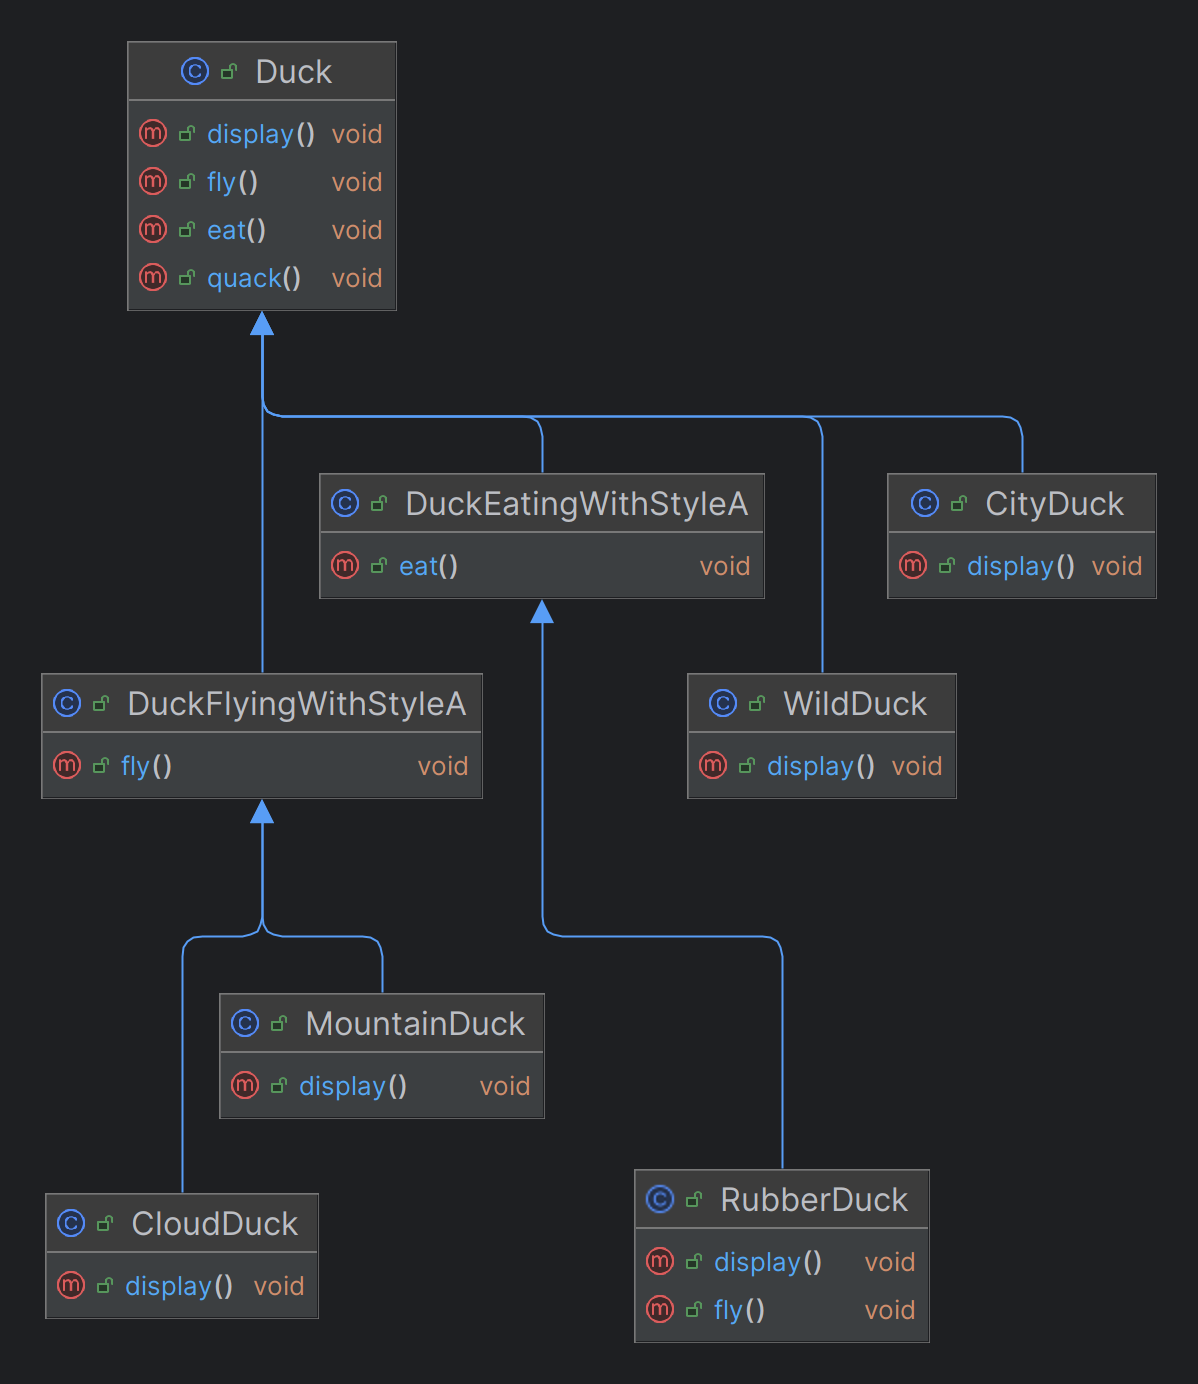 Duck
display() void
fly() void
eat() void
quack() void
DuckEatingWithStyleA
eat() void
CityDuck
display() void
DuckFlyingWithStyleA
fly() void
WildDuck
display() void
MountainDuck
display() void
CloudDuck
display() void
RubberDuck
display() void
fly() void